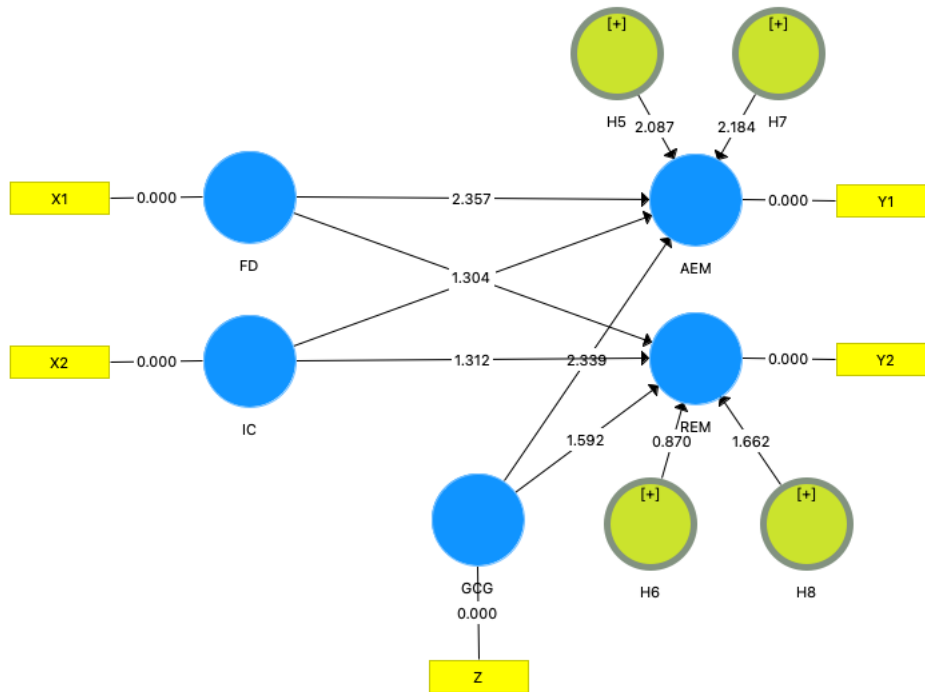 [+]
[+]
H5
2.087
2.184
H7
X1
0.000
2.357
0.000
Y1
FD
AEM
1.304
X2
0.000
1.312
2.339
0.000
Y2
IC
REM
1.592
0.870
1.662
[+]
[+]
GCG
H6
H8
0.000
Z